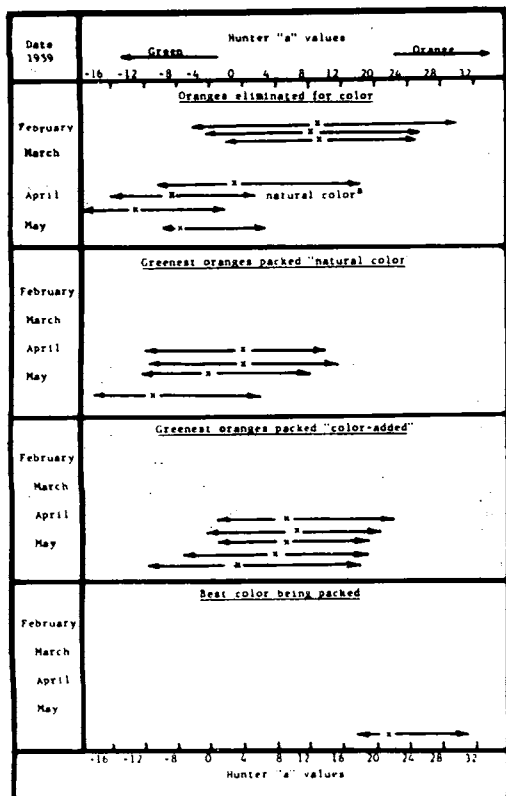 Date
1959
Hunter "a" values
Green
Orange
-16 -12 -8 -4 0 4 8 12 16 20 24 28 32
Oranges eliminated for color
February
March
April
natural color
May
Greenest oranges packed "natural color
February
March
April
May
Greenest oranges packed "color-added"
February
March
April
May
Best color being packed
February
March
April
May
-16 -12 -8 -4 0 4 8 12 16 20 24 28 32
Hunter "a" values